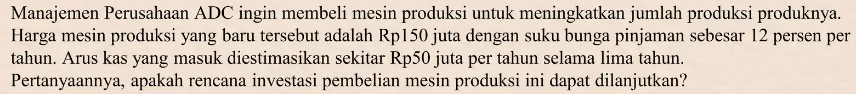 Manajemen Perusahaan ADC ingin membeli mesin produksi untuk meningkatkan jumlah produksi produknya.
Harga mesin produksi yang baru tersebut adalah Rp150 juta dengan suku bunga pinjaman sebesar 12 persen per
tahun. Arus kas yang masuk diestimasikan sekitar Rp50 juta per tahun selama lima tahun.
Pertanyaannya, apakah rencana investasi pembelian mesin produksi ini dapat dilanjutkan?